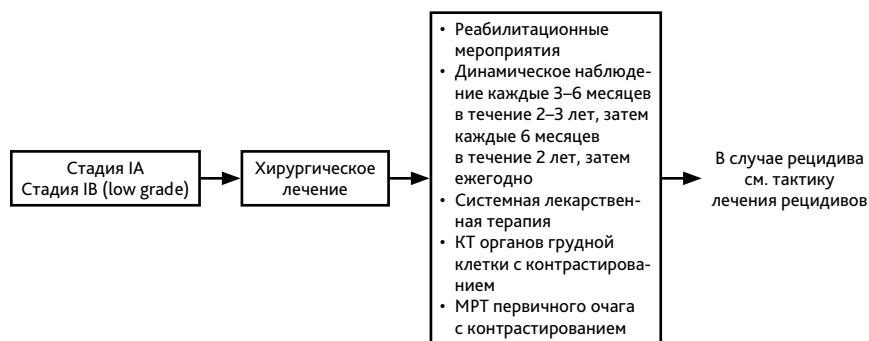 Стадия IA
Стадия IB (low grade)
Хирургическое
лечение
• Реабилитационные
мероприятия
• Динамическое наблюде-
ние каждые 3–6 месяцев
в течение 2–3 лет, затем
каждые 6 месяцев
в течение 2 лет, затем
ежегодно
• Системная лекарствен-
ная терапия
• КТ органов грудной
клетки с контрастирова-
нием
• МРТ первичного очага
с контрастированием
В случае рецидива
см. тактику
лечения рецидивов